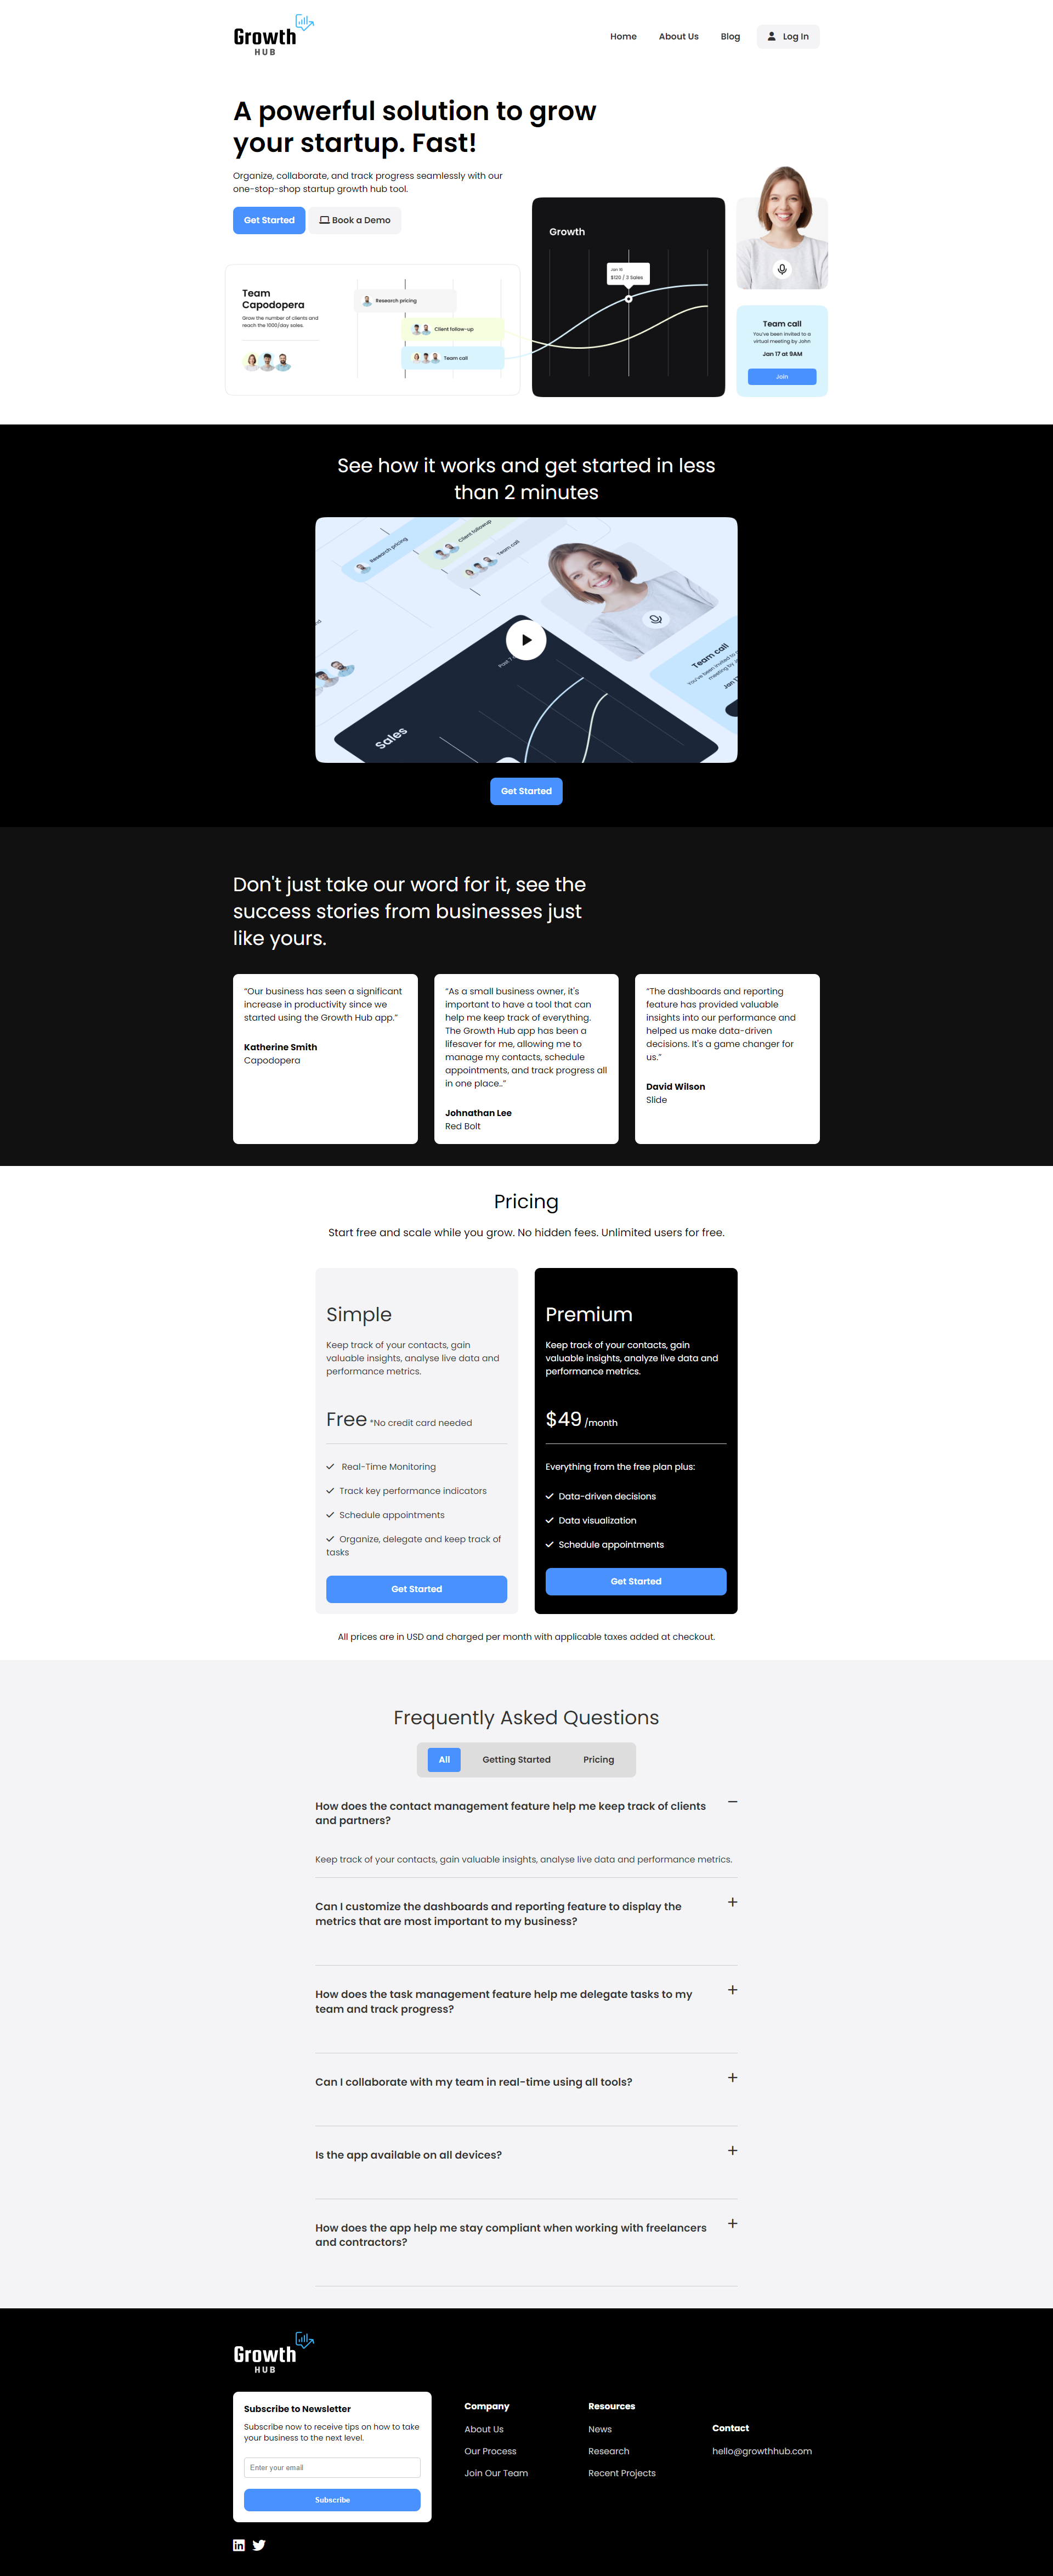 Growth
HUB
Home
About Us
Blog
Log In
A powerful solution to grow
your startup. Fast!
Organize, collaborate, and track progress seamlessly with our
one-stop-shop startup growth hub tool.
Get Started
Book a Demo
Team
Capodopera
Grow the number of clients and
reach the 1000/day sales.
Research pricing
Client follow-up
Team call
Growth
Jan 16
$120 / 3 Sales
Team call
You've been invited to a
virtual meeting by John
Jan 17 at 9AM
Join
See how it works and get started in less
than 2 minutes
Research pricing
Client followup
Team call
Sales
Team call
You've been invited to
meeting by
Jan 17
Get Started
Don't just take our word for it, see the
success stories from businesses just
like yours.
“Our business has seen a significant
increase in productivity since we
started using the Growth Hub app.”
Katherine Smith
Capodopera
“As a small business owner, it's
important to have a tool that can
help me keep track of everything.
The Growth Hub app has been a
lifesaver for me, allowing me to
manage my contacts, schedule
appointments, and track progress all
in one place..”
Johnathan Lee
Red Bolt
“The dashboards and reporting
feature has provided valuable
insights into our performance and
helped us make data-driven
decisions. It's a game changer for
us.”
David Wilson
Slide
Pricing
Start free and scale while you grow. No hidden fees. Unlimited users for free.
Simple
Keep track of your contacts, gain
valuable insights, analyse live data and
performance metrics.
Free *No credit card needed
Real-Time Monitoring
Track key performance indicators
Schedule appointments
Organize, delegate and keep track of
tasks
Get Started
Premium
Keep track of your contacts, gain
valuable insights, analyze live data and
performance metrics.
$49 /month
Everything from the free plan plus:
Data-driven decisions
Data visualization
Schedule appointments
Get Started
All prices are in USD and charged per month with applicable taxes added at checkout.
Frequently Asked Questions
All
Getting Started
Pricing
How does the contact management feature help me keep track of clients
and partners?
Keep track of your contacts, gain valuable insights, analyse live data and performance metrics.
Can I customize the dashboards and reporting feature to display the
metrics that are most important to my business?
How does the task management feature help me delegate tasks to my
team and track progress?
Can I collaborate with my team in real-time using all tools?
Is the app available on all devices?
How does the app help me stay compliant when working with freelancers
and contractors?
Growth
HUB
Subscribe to Newsletter
Subscribe now to receive tips on how to take
your business to the next level.
Enter your email
Subscribe
Company
About Us
Our Process
Join Our Team
Resources
News
Research
Recent Projects
Contact
hello@growthhub.com